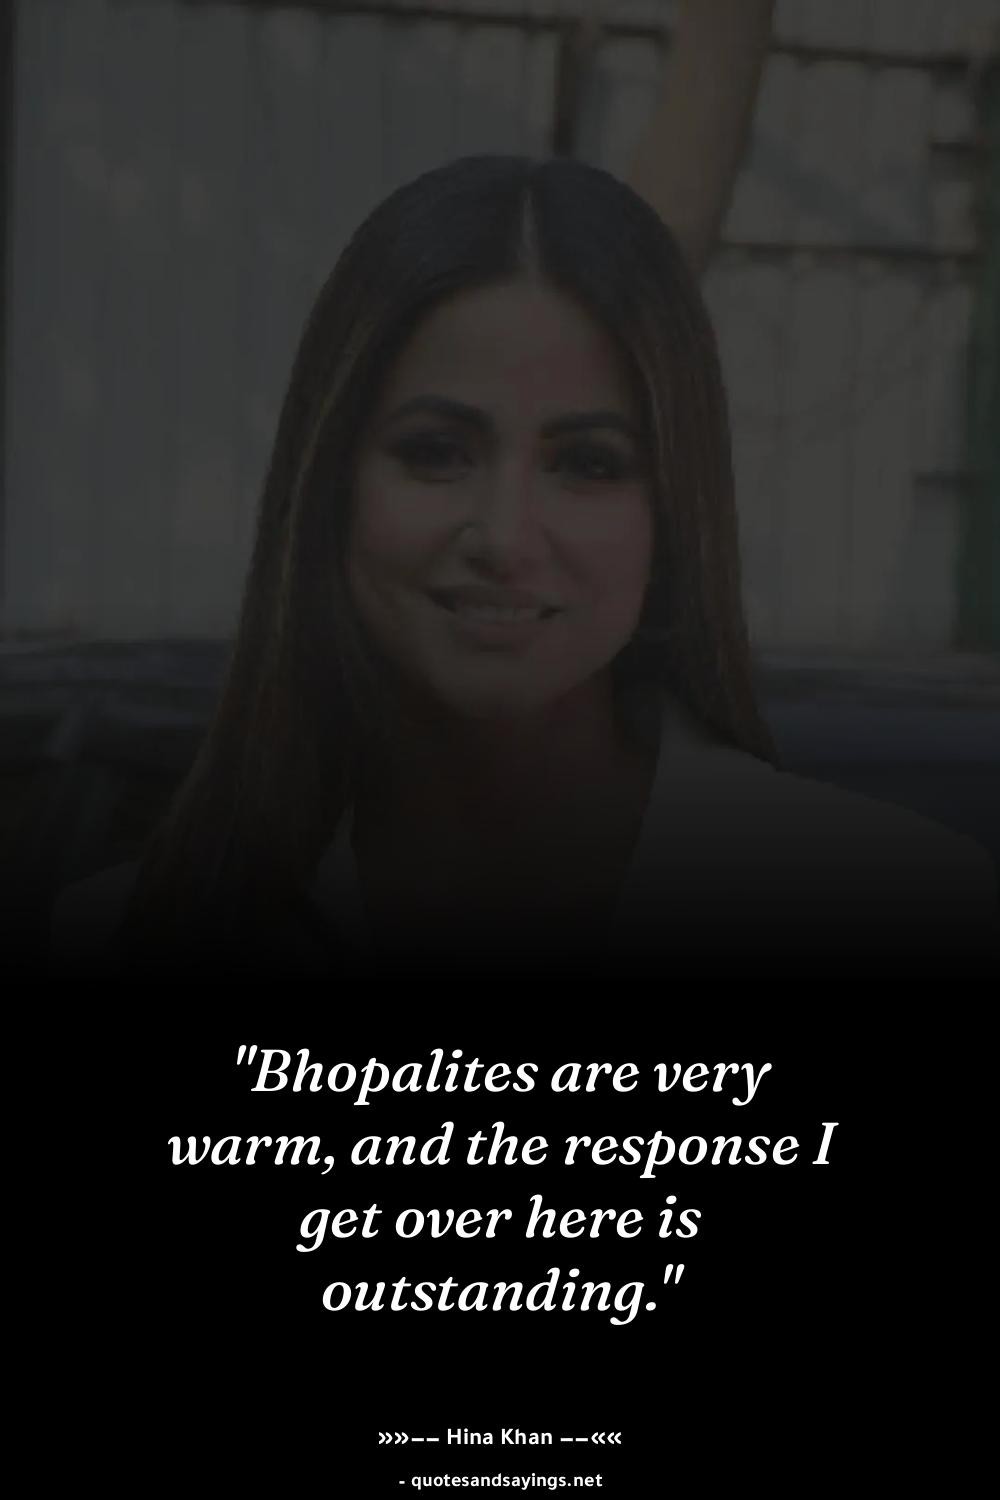 "Bhopalites are very
warm, and the response I
get over here is
outstanding."
»»−− Hina Khan −−««
- quotesandsayings.net